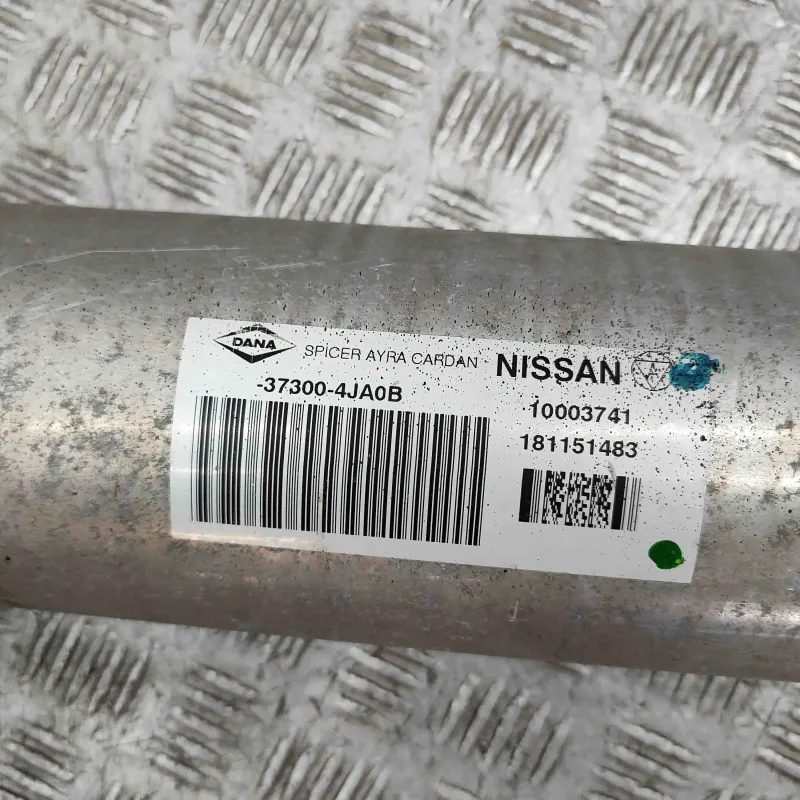 DANA SPICER AYRA CARDAN NISSAN
-37300-4JA0B
10003741
181151483